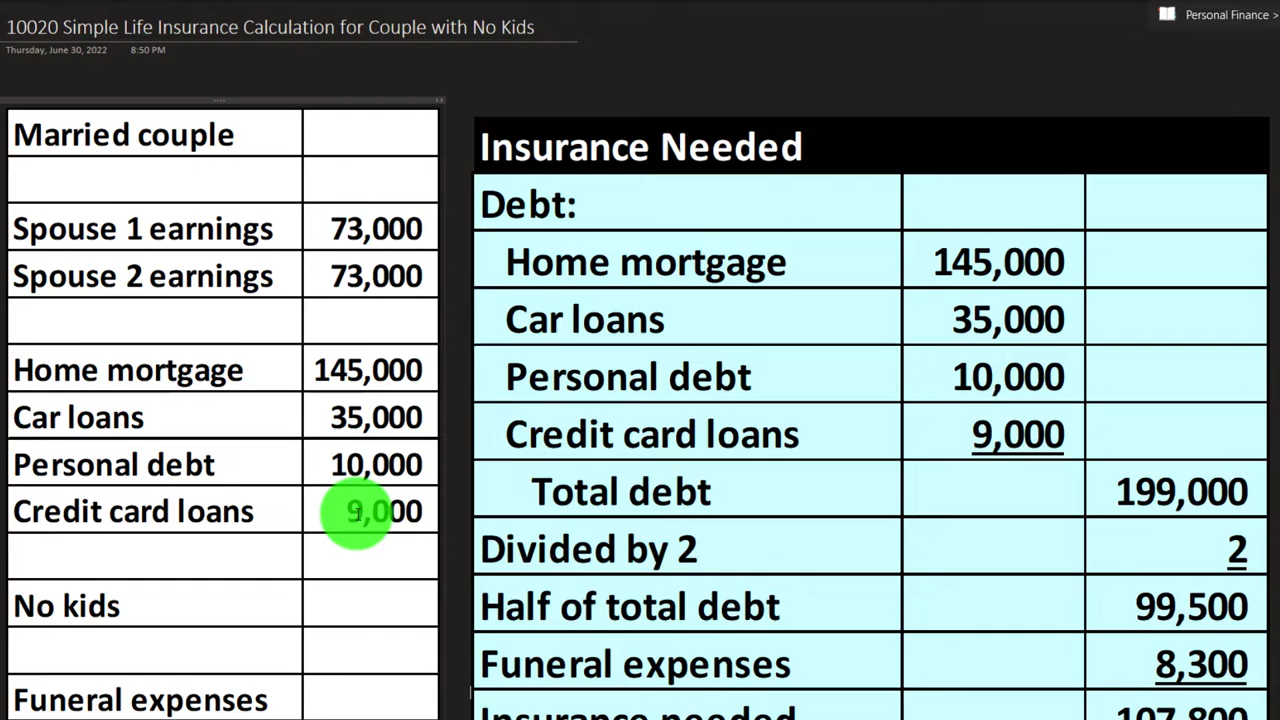 10020 Simple Life Insurance Calculation for Couple with No Kids
Personal Finance >
Thursday, June 30, 2022 8:50 PM
Married couple
Spouse 1 earnings 73,000
Spouse 2 earnings 73,000
Home mortgage 145,000
Car loans 35,000
Personal debt 10,000
Credit card loans 9,000
No kids
Funeral expenses
Insurance Needed
Debt:
Home mortgage 145,000
Car loans 35,000
Personal debt 10,000
Credit card loans 9,000
Total debt 199,000
Divided by 2 2
Half of total debt 99,500
Funeral expenses 8,300
Insurance needed 107,800